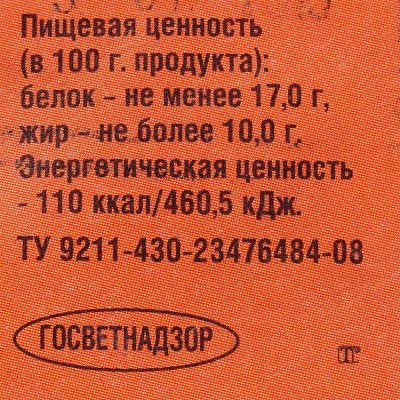 Пищевая ценность
(в 100 г. продукта):
белок - не менее 17,0 г,
жир - не более 10,0 г.
Энергетическая ценность
- 110 ккал/460,5 кДж.
ТУ 9211-430-23476484-08
ГОСВЕТНАДЗОР